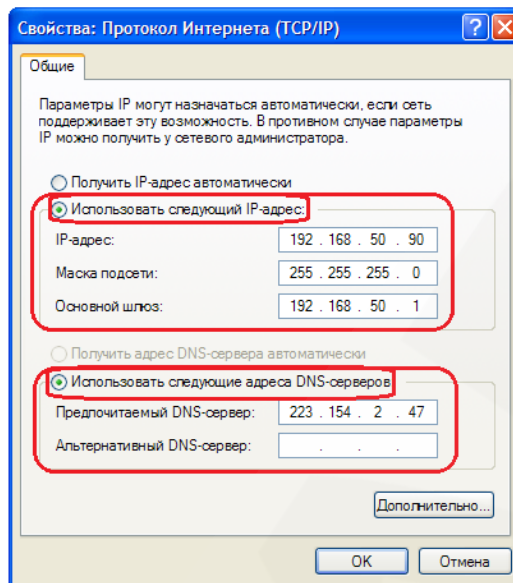 Свойства: Протокол Интернета (TCP/IP)
Общие
Параметры IP могут назначаться автоматически, если сеть
поддерживает эту возможность. В противном случае параметры
IP можно получить у сетевого администратора.
Получить IP-адрес автоматически
Использовать следующий IP-адрес:
IP-адрес: 192 . 168 . 50 . 90
Маска подсети: 255 . 255 . 255 . 0
Основной шлюз: 192 . 168 . 50 . 1
Получить адрес DNS-сервера автоматически
Использовать следующие адреса DNS-серверов
Предпочитаемый DNS-сервер: 223 . 154 . 2 . 47
Альтернативный DNS-сервер: . . .
Дополнительно...
OK Отмена